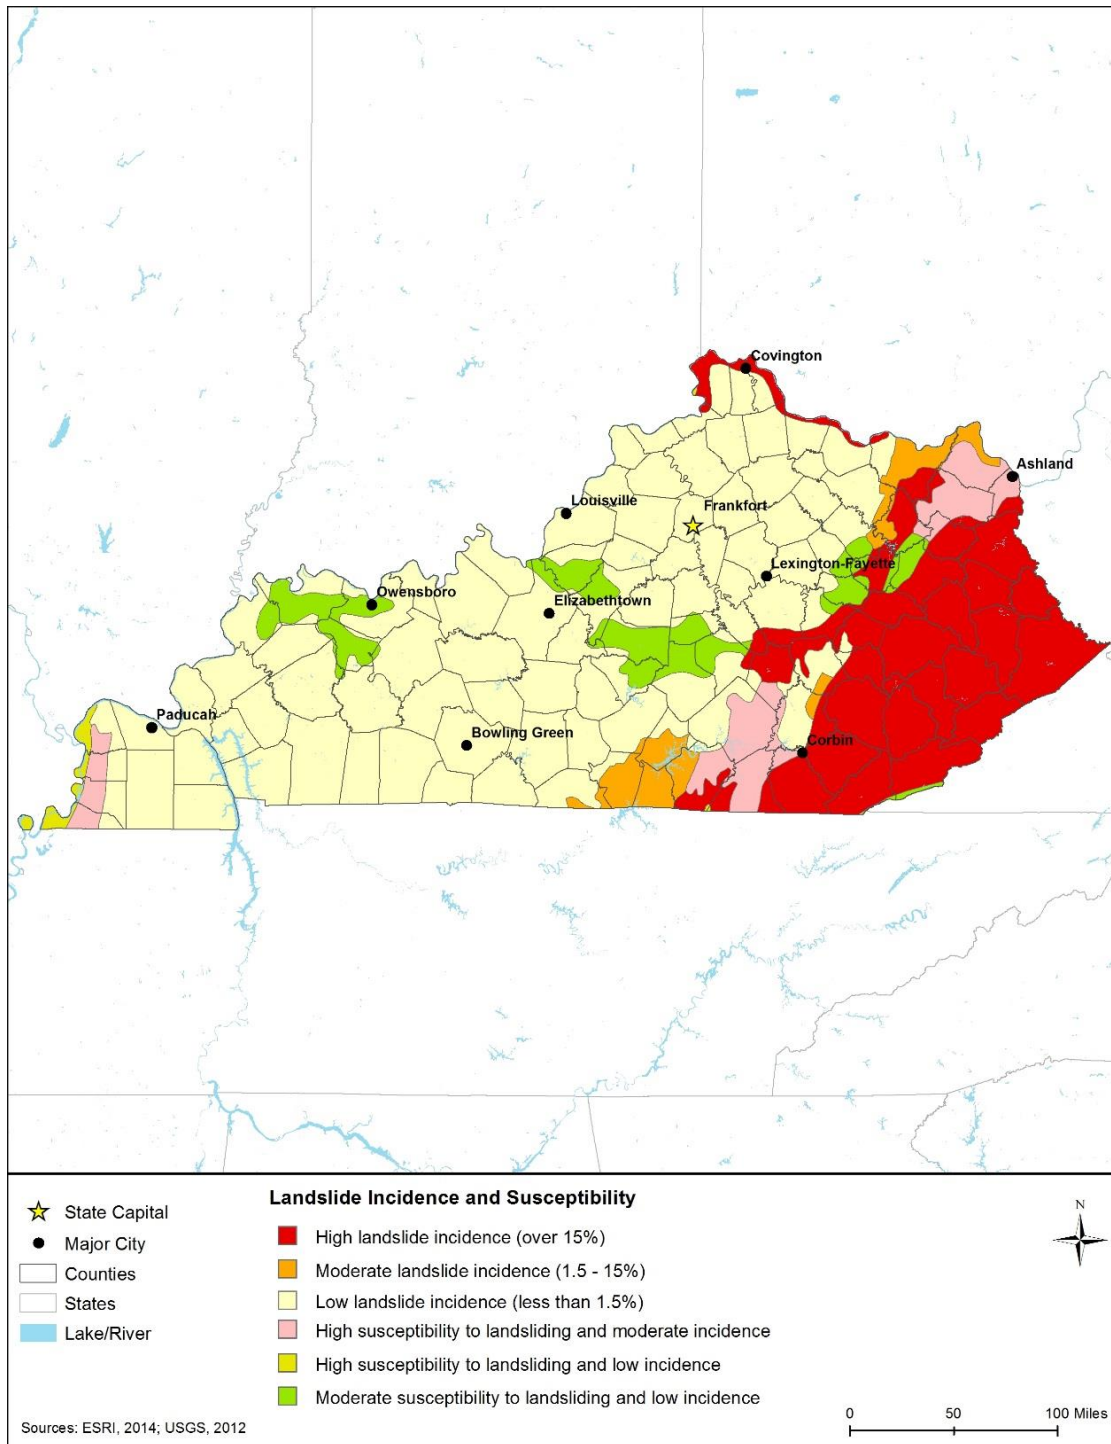 Covington
Ashland
Louisville
Frankfort
Lexington-Fayette
Owensboro
Elizabethtown
Paducah
Bowling Green
Corbin
Landslide Incidence and Susceptibility
State Capital
Major City
Counties
States
Lake/River
High landslide incidence (over 15%)
Moderate landslide incidence (1.5 - 15%)
Low landslide incidence (less than 1.5%)
High susceptibility to landsliding and moderate incidence
High susceptibility to landsliding and low incidence
Moderate susceptibility to landsliding and low incidence
N
0 50 100 Miles
Sources: ESRI, 2014; USGS, 2012